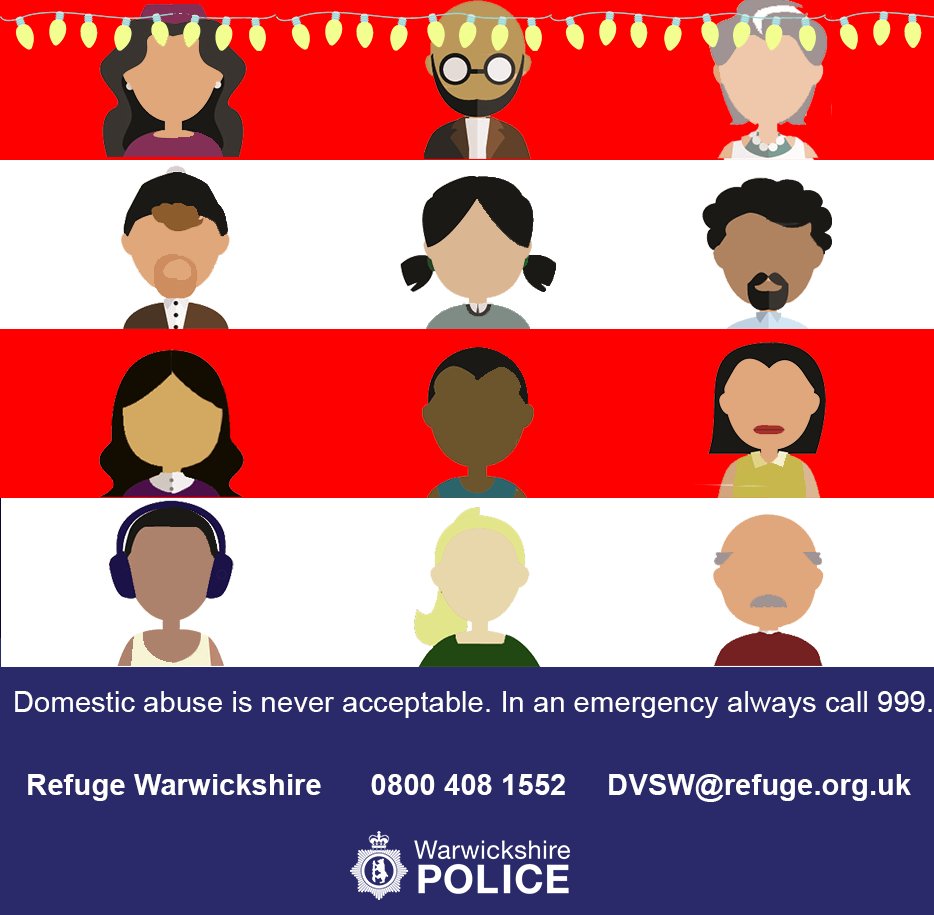 Domestic abuse is never acceptable. In an emergency always call 999.
Refuge Warwickshire 0800 408 1552 DVSW@refuge.org.uk
Warwickshire
POLICE